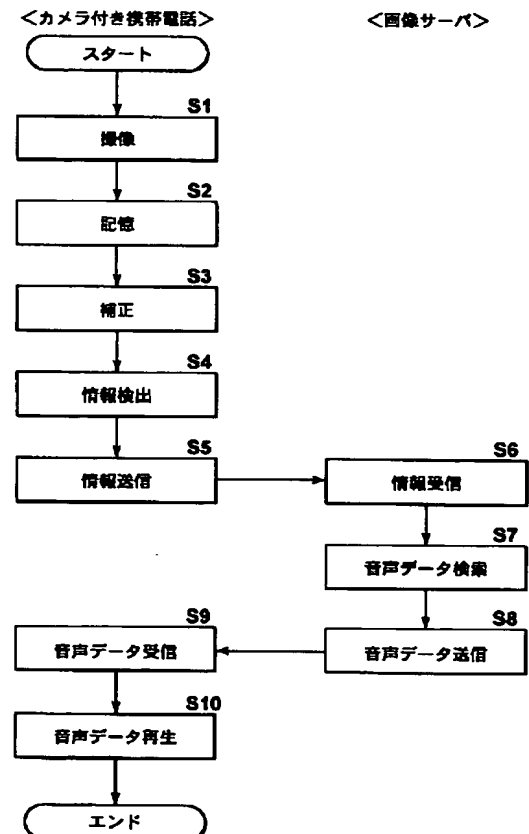 <カメラ付き携帯電話>
<画像サーバ>
スタート
S1
撮像
S2
記憶
S3
補正
S4
情報検出
S5
情報送信
S6
情報受信
S7
音声データ検索
S8
音声データ送信
S9
音声データ受信
S10
音声データ再生
エンド